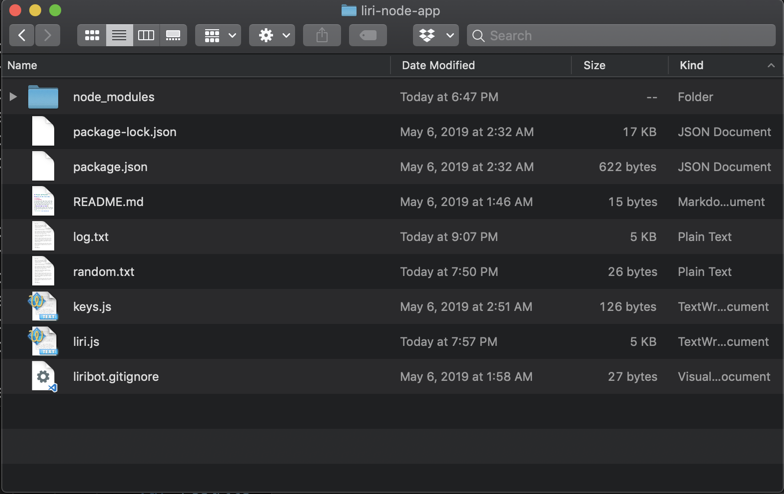 liri-node-app
Search
Name Date Modified Size Kind
node_modules Today at 6:47 PM -- Folder
package-lock.json May 6, 2019 at 2:32 AM 17 KB JSON Document
package.json May 6, 2019 at 2:32 AM 622 bytes JSON Document
README.md May 6, 2019 at 1:46 AM 15 bytes Markdo...ument
log.txt Today at 9:07 PM 5 KB Plain Text
random.txt Today at 7:50 PM 26 bytes Plain Text
keys.js May 6, 2019 at 2:51 AM 126 bytes TextWr...cument
liri.js Today at 7:57 PM 5 KB TextWr...cument
liribot.gitignore May 6, 2019 at 1:58 AM 27 bytes Visual...ocument